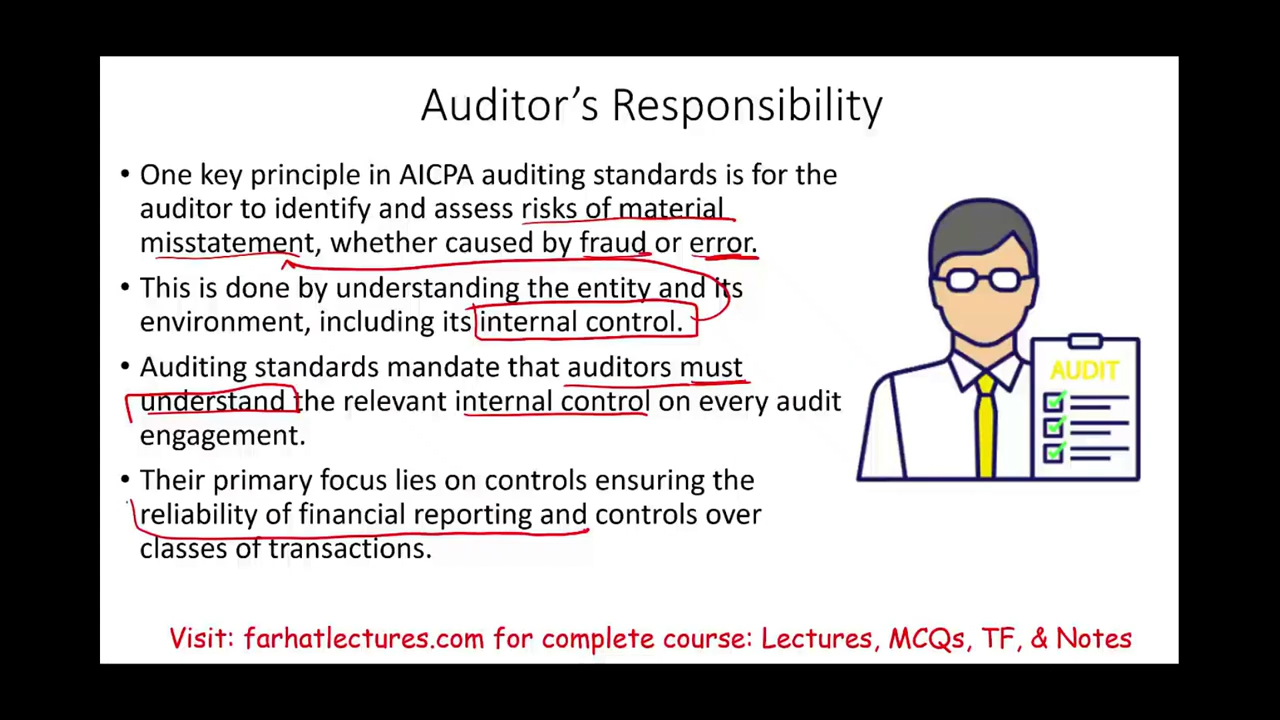 Auditor's Responsibility
• One key principle in AICPA auditing standards is for the
auditor to identify and assess risks of material
misstatement, whether caused by fraud or error.
• This is done by understanding the entity and its
environment, including its internal control.
• Auditing standards mandate that auditors must
understand the relevant internal control on every audit
engagement.
• Their primary focus lies on controls ensuring the
reliability of financial reporting and controls over
classes of transactions.
AUDIT
Visit: farhatlectures.com for complete course: Lectures, MCQs, TF, & Notes